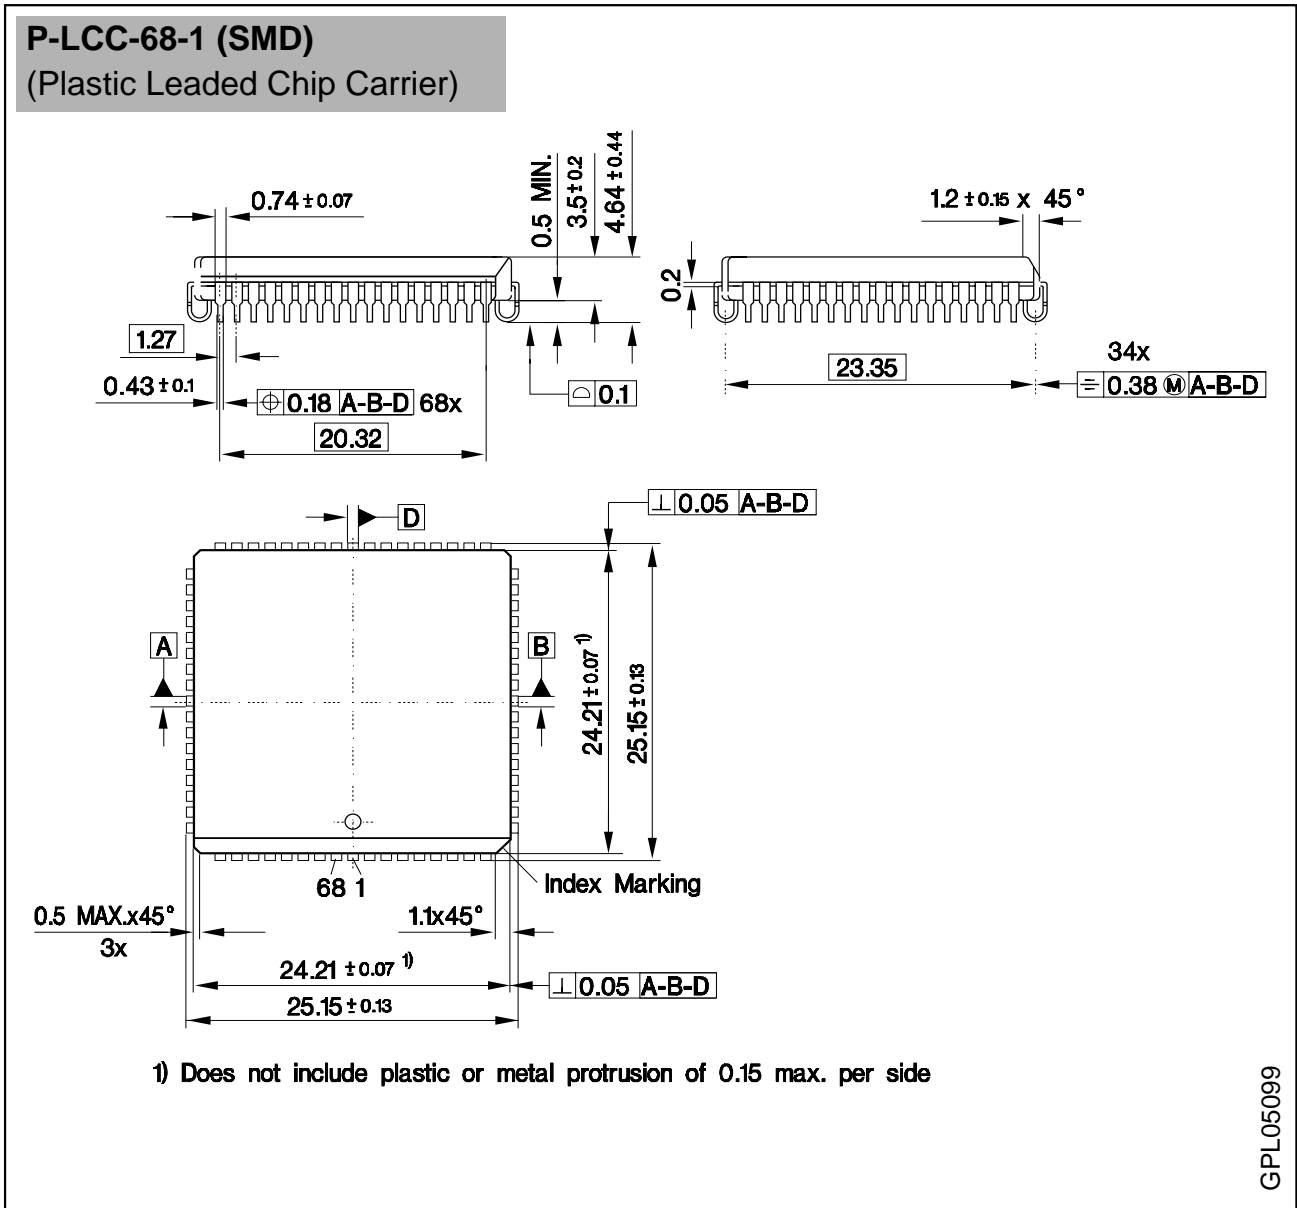 P-LCC-68-1 (SMD)
(Plastic Leaded Chip Carrier)
0.74 ± 0.07
0.5 MIN.
3.5 ± 0.2
4.64 ± 0.44
1.2 ± 0.15 x 45°
0.2
1.27
0.43 ± 0.1
⌖ 0.18 A-B-D 68x
20.32
⌓ 0.1
23.35
34x
⌯ 0.38 Ⓜ A-B-D
D
⊥ 0.05 A-B-D
A
B
24.21 ± 0.07 1)
25.15 ± 0.13
68 1
Index Marking
0.5 MAX.x45°
3x
1.1x45°
24.21 ± 0.07 1)
⊥ 0.05 A-B-D
25.15 ± 0.13
1) Does not include plastic or metal protrusion of 0.15 max. per side
GPL05099